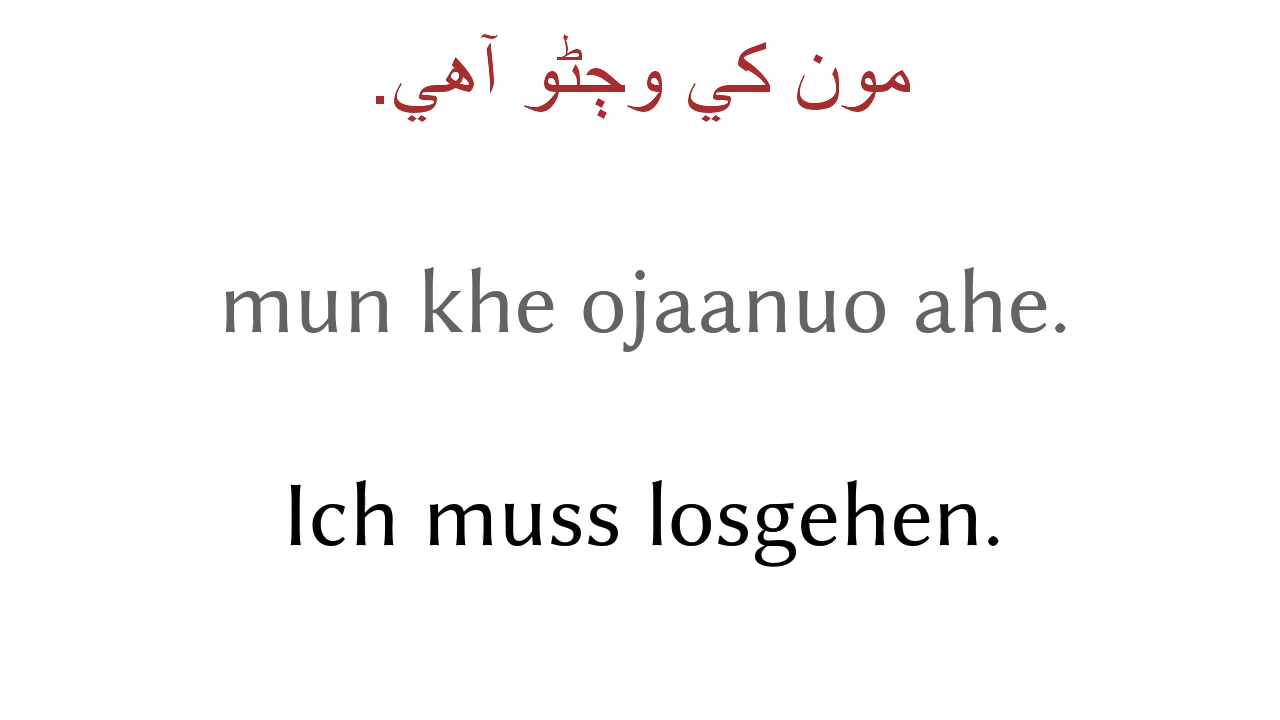 مون کي وڃڻو آهي.
mun khe ojaanuo ahe.
Ich muss losgehen.